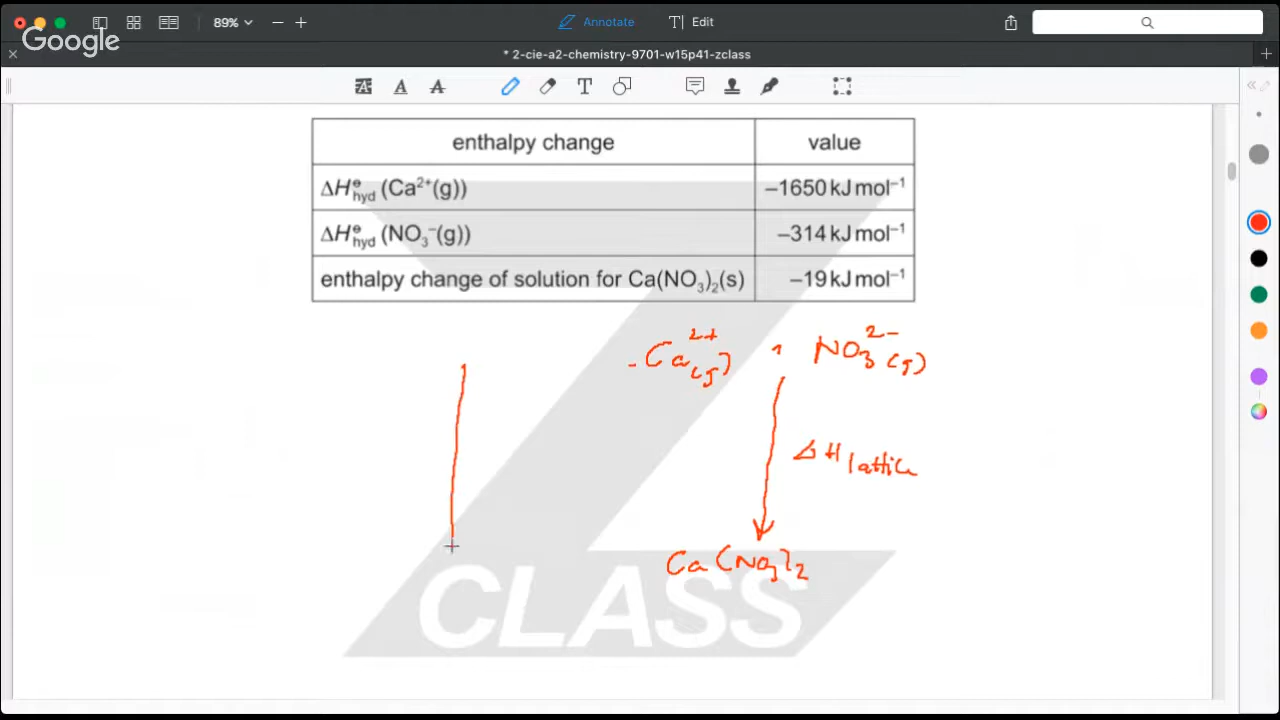 89% Annotate Edit
Google
* 2-cie-a2-chemistry-9701-w15p41-zclass
enthalpy change value
ΔH⦵hyd (Ca²⁺(g)) –1650 kJ mol⁻¹
ΔH⦵hyd (NO₃⁻(g)) –314 kJ mol⁻¹
enthalpy change of solution for Ca(NO₃)₂(s) –19 kJ mol⁻¹
Ca²⁺(g) NO₃²⁻(g)
ΔH lattice
Ca(NO₃)₂
CLASS